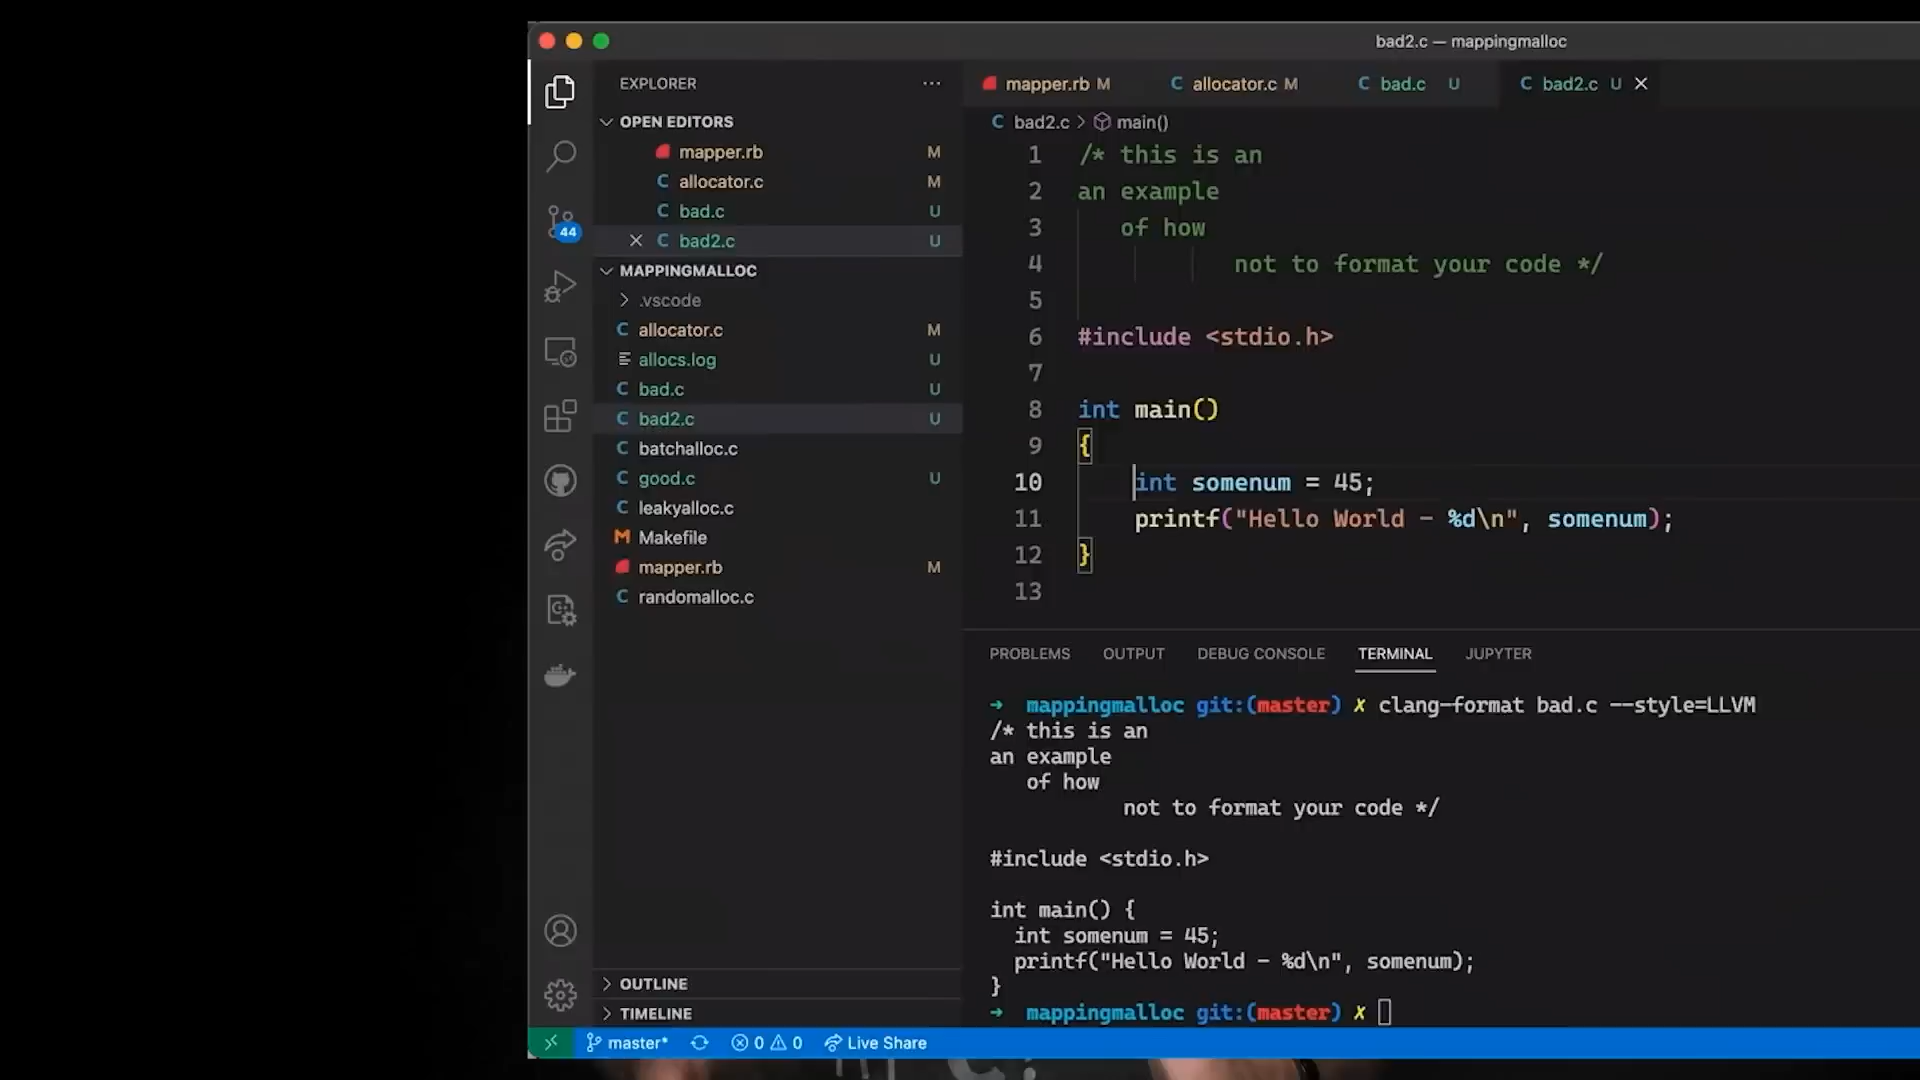 bad2.c — mappingmalloc
EXPLORER ···
mapper.rb M allocator.c M bad.c U bad2.c U
OPEN EDITORS
mapper.rb M
allocator.c M
bad.c U
bad2.c U
MAPPINGMALLOC
.vscode
allocator.c M
allocs.log U
bad.c U
bad2.c U
batchalloc.c
good.c U
leakyalloc.c
Makefile
mapper.rb M
randomalloc.c
OUTLINE
TIMELINE
44
bad2.c > main()
1 /* this is an
2 an example
3 of how
4 not to format your code */
5
6 #include <stdio.h>
7
8 int main()
9 {
10 int somenum = 45;
11 printf("Hello World - %d\n", somenum);
12 }
13
PROBLEMS OUTPUT DEBUG CONSOLE TERMINAL JUPYTER
→ mappingmalloc git:(master) ✗ clang-format bad.c --style=LLVM
/* this is an
an example
of how
not to format your code */
#include <stdio.h>
int main() {
int somenum = 45;
printf("Hello World - %d\n", somenum);
}
→ mappingmalloc git:(master) ✗
master* 0 0 Live Share